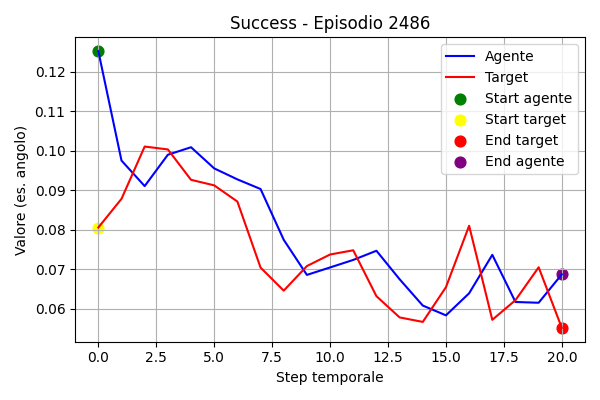 Success - Episodio 2486
Valore (es. angolo)
0.12
0.11
0.10
0.09
0.08
0.07
0.06
Agente
Target
Start agente
Start target
End target
End agente
0.0 2.5 5.0 7.5 10.0 12.5 15.0 17.5 20.0
Step temporale